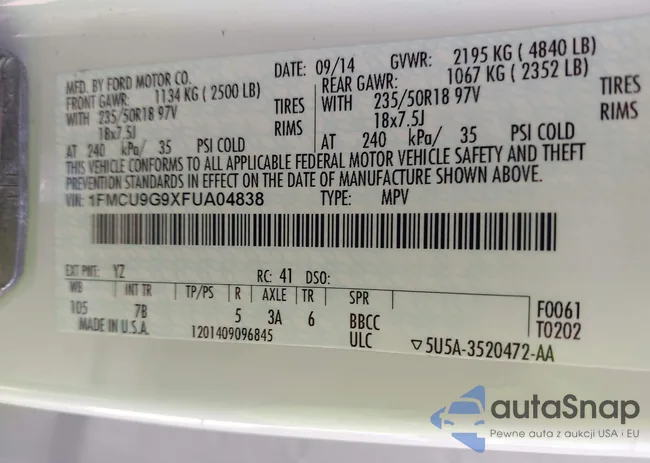 MFD. BY FORD MOTOR CO. DATE: 09/14 GVWR: 2195 KG ( 4840 LB)
FRONT GAWR: 1134 KG ( 2500 LB) REAR GAWR: 1067 KG ( 2352 LB)
WITH 235/50R18 97V TIRES WITH 235/50R18 97V TIRES
18x7.5J RIMS 18x7.5J RIMS
AT 240 kPa/ 35 PSI COLD AT 240 kPa/ 35 PSI COLD
THIS VEHICLE CONFORMS TO ALL APPLICABLE FEDERAL MOTOR VEHICLE SAFETY AND THEFT
PREVENTION STANDARDS IN EFFECT ON THE DATE OF MANUFACTURE SHOWN ABOVE.
VIN: 1FMCU9G9XFUA04838 TYPE: MPV
EXT PNT: YZ RC: 41 DSO:
WB INT TR TP/PS R AXLE TR SPR
105 7B 5 3A 6 BBCC F0061
MADE IN U.S.A. 1201409096845 ULC T0202
▽5U5A-3520472-AA
autaSnap
Pewne auta z aukcji USA i EU